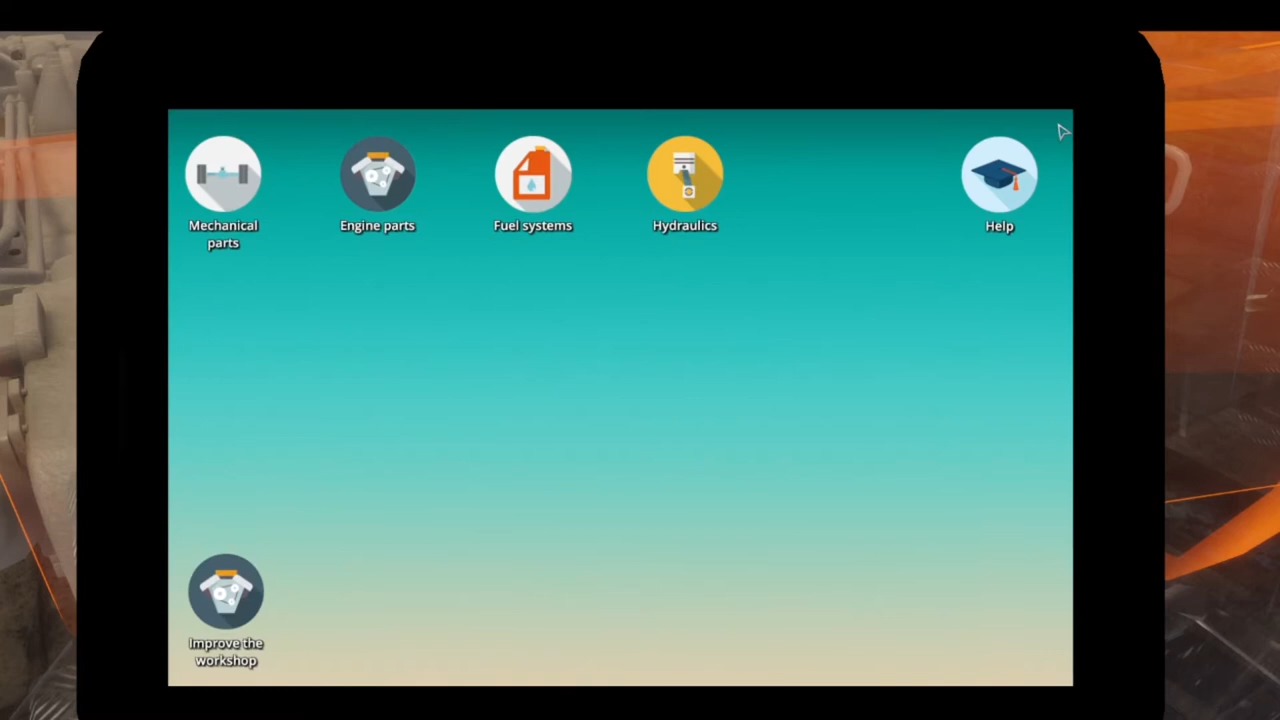 Mechanical
parts
Engine parts
Fuel systems
Hydraulics
Help
Improve the
workshop